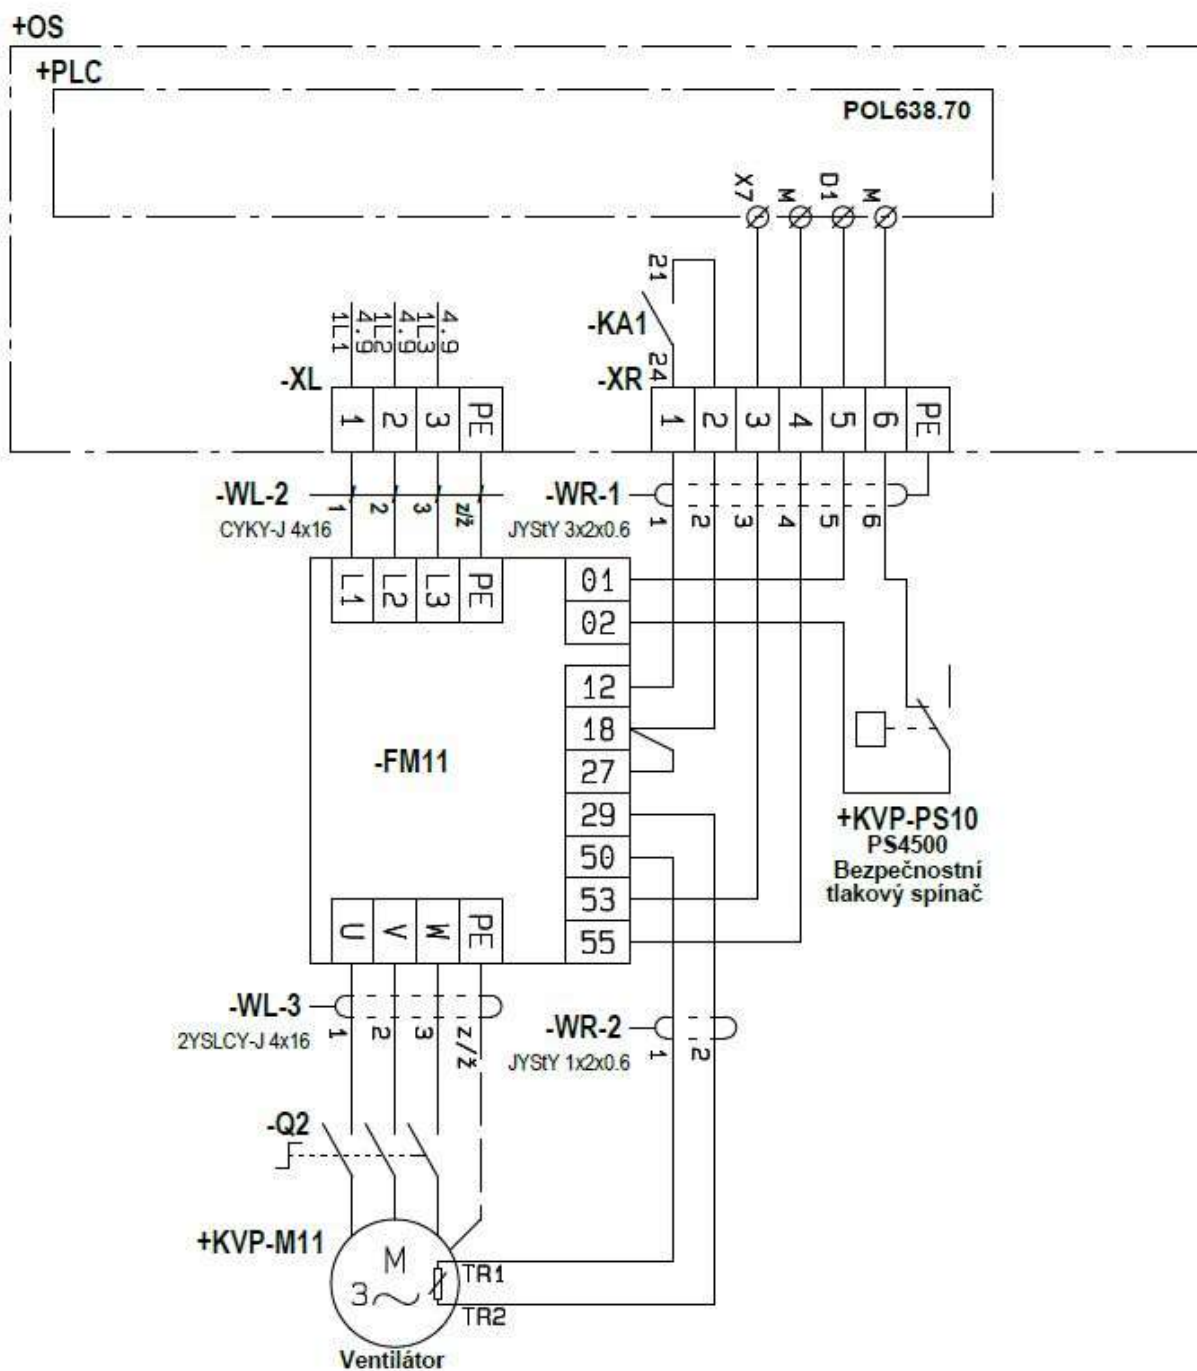 +OS
+PLC
POL638.70
X7 M D1 M
21
-KA1
24
1L1 4.9 1L2 4.9 1L3 4.9
-XL
1 2 3 PE
-XR
1 2 3 4 5 6 PE
-WL-2
CYKY-J 4x16
1 2 3 z/ž
-WR-1
JYStY 3x2x0.6
1 2 3 4 5 6
L1 L2 L3 PE
01
02
12
18
27
29
50
53
55
-FM11
+KVP-PS10
PS4500
Bezpečnostní
tlakový spínač
U V W PE
-WL-3
2YSLCY-J 4x16
1 2 3 z/ž
-WR-2
JYStY 1x2x0.6
1 2
-Q2
+KVP-M11
M
3
TR1
TR2
Ventilátor